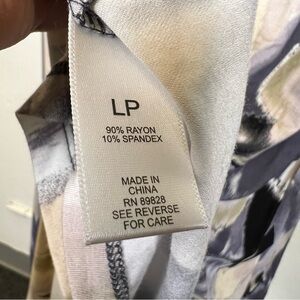 LP
90% RAYON
10% SPANDEX
MADE IN
CHINA
RN 89828
SEE REVERSE
FOR CARE